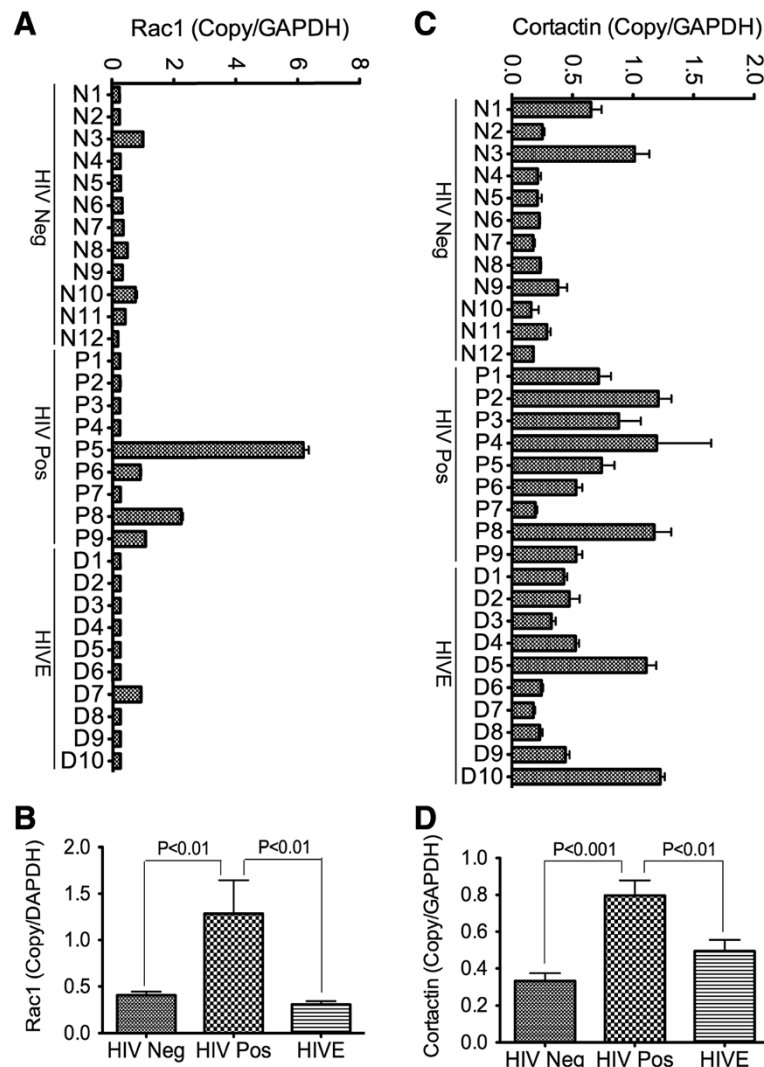 A
Rac1 (Copy/GAPDH)
0
2
4
6
8
HIV Neg
N1
N2
N3
N4
N5
N6
N7
N8
N9
N10
N11
N12
HIV Pos
P1
P2
P3
P4
P5
P6
P7
P8
P9
HIVE
D1
D2
D3
D4
D5
D6
D7
D8
D9
D10
C
Cortactin (Copy/GAPDH)
0.0
0.5
1.0
1.5
2.0
HIV Neg
N1
N2
N3
N4
N5
N6
N7
N8
N9
N10
N11
N12
HIV Pos
P1
P2
P3
P4
P5
P6
P7
P8
P9
HIVE
D1
D2
D3
D4
D5
D6
D7
D8
D9
D10
B
Rac1 (Copy/DAPDH)
2.0
1.5
1.0
0.5
0.0
P<0.01 P<0.01
HIV Neg HIV Pos HIVE
D
Cortactin (Copy/GAPDH)
1.0
0.8
0.6
0.4
0.2
0.0
P<0.001 P<0.01
HIV Neg HIV Pos HIVE